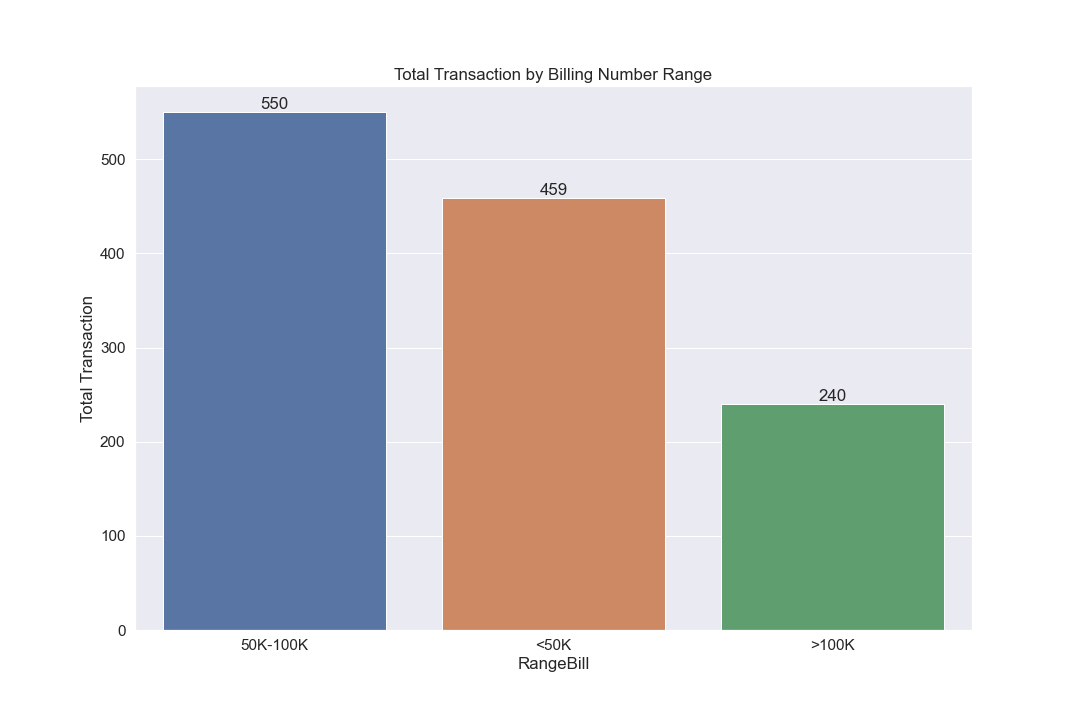 Total Transaction by Billing Number Range
550
459
240
500
400
300
200
100
0
Total Transaction
50K-100K
<50K
>100K
RangeBill